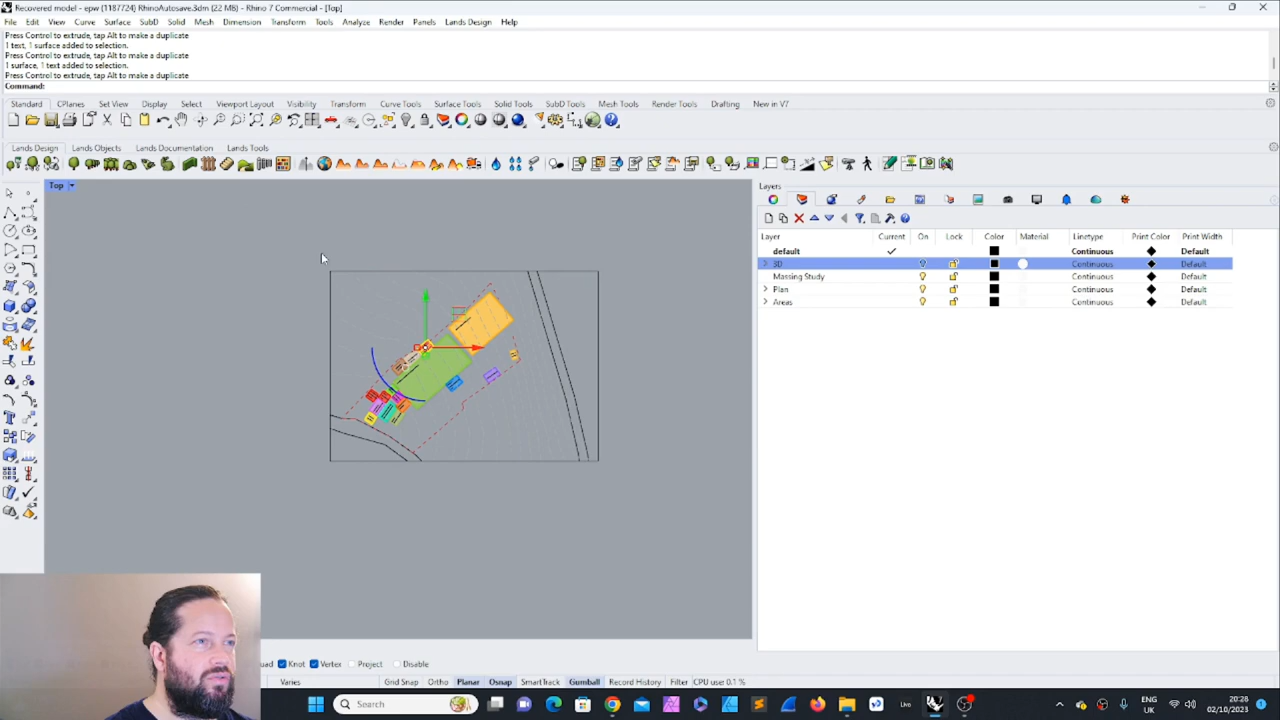 Recovered model - epw (1187724) RhinoAutosave.3dm (22 MB) - Rhino 7 Commercial - [Top]
File Edit View Curve Surface SubD Solid Mesh Dimension Transform Tools Analyze Render Panels Lands Design Help
Press Control to extrude, tap Alt to make a duplicate
1 text, 1 surface added to selection.
Press Control to extrude, tap Alt to make a duplicate
1 surface, 1 text added to selection.
Press Control to extrude, tap Alt to make a duplicate
Command:
Standard CPlanes Set View Display Select Viewport Layout Visibility Transform Curve Tools Surface Tools Solid Tools SubD Tools Mesh Tools Render Tools Drafting New in V7
Lands Design Lands Objects Lands Documentation Lands Tools
Top
Layers
Layer Current On Lock Color Material Linetype Print Color Print Width
default Continuous Default
3D Continuous Default
Massing Study Continuous Default
Plan Continuous Default
Areas Continuous Default
Knot Vertex Project Disable
Varies Grid Snap Ortho Planar Osnap SmartTrack Gumball Record History Filter CPU use: 0.1 %
Search
Live
ENG
UK
20:28
02/10/2023